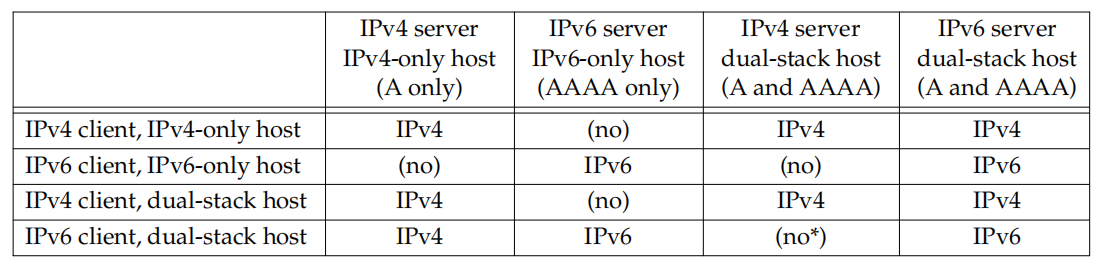 IPv4 server IPv6 server IPv4 server IPv6 server
IPv4-only host IPv6-only host dual-stack host dual-stack host
(A only) (AAAA only) (A and AAAA) (A and AAAA)
IPv4 client, IPv4-only host IPv4 (no) IPv4 IPv4
IPv6 client, IPv6-only host (no) IPv6 (no) IPv6
IPv4 client, dual-stack host IPv4 (no) IPv4 IPv4
IPv6 client, dual-stack host IPv4 IPv6 (no*) IPv6